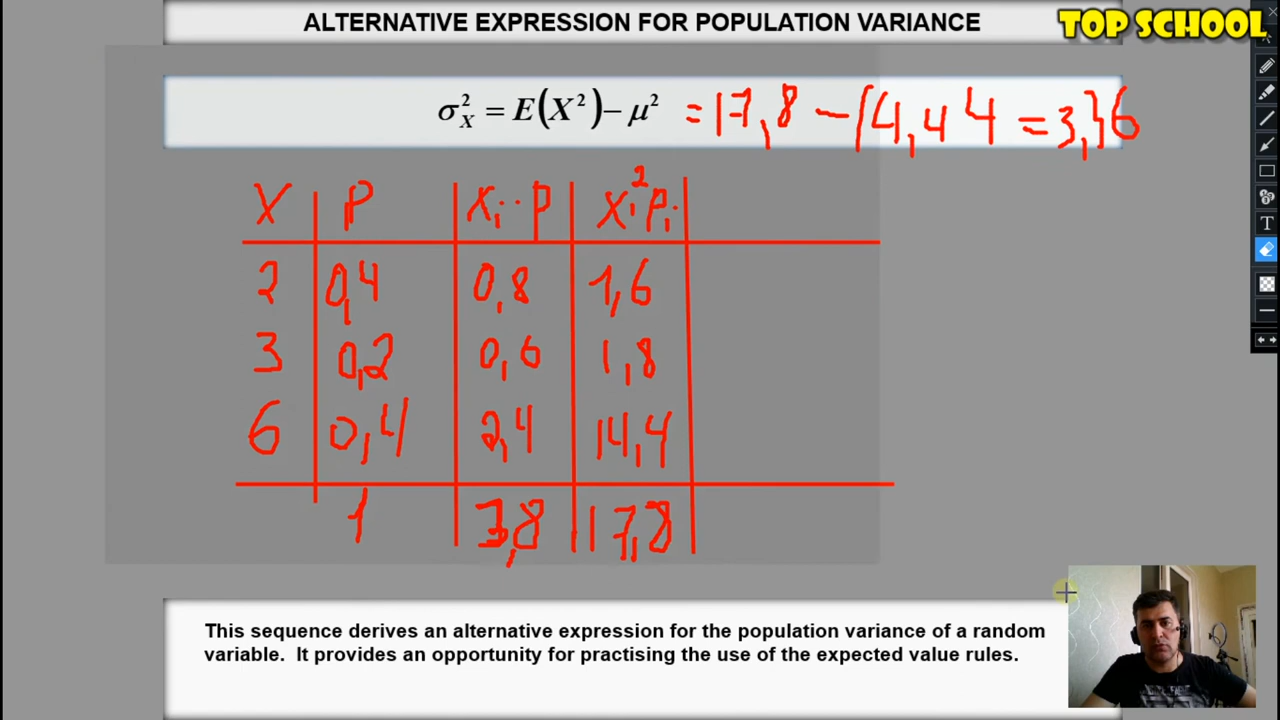 ALTERNATIVE EXPRESSION FOR POPULATION VARIANCE
TOP SCHOOL
σ²_X = E(X²) – μ² = 17,8 – 14,44 = 3,36
X P Xi · P Xi² Pi
2 0,4 0,8 1,6
3 0,2 0,6 1,8
6 0,4 2,4 14,4
1 3,8 17,8
This sequence derives an alternative expression for the population variance of a random
variable. It provides an opportunity for practising the use of the expected value rules.